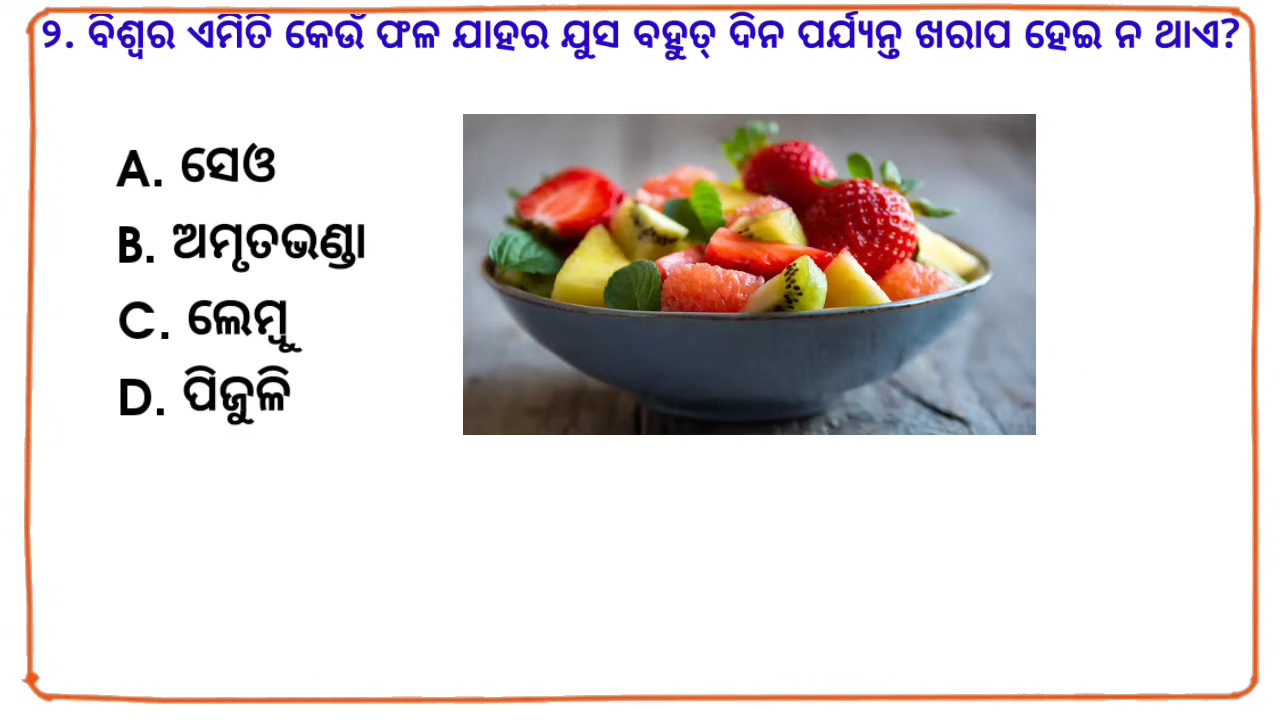 ୨. ବିଶ୍ୱର ଏମିତି କେଉଁ ଫଳ ଯାହର ଯୁସ ବହୁତ୍ ଦିନ ପର୍ଯ୍ୟନ୍ତ ଖରାପ ହେଇ ନ ଥାଏ?
A. ସେଓ
B. ଅମୃତଭଣ୍ଡା
C. ଲେମ୍ବୁ
D. ପିଜୁଳି